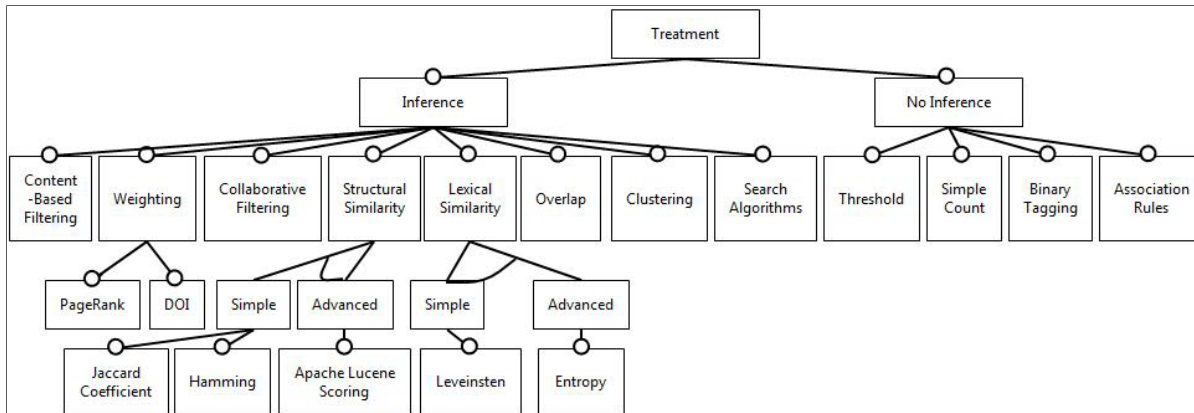 Treatment
Inference
No Inference
Content
-Based
Filtering
Weighting
Collaborative
Filtering
Structural
Similarity
Lexical
Similarity
Overlap
Clustering
Search
Algorithms
Threshold
Simple
Count
Binary
Tagging
Association
Rules
PageRank
DOI
Simple
Advanced
Simple
Advanced
Jaccard
Coefficient
Hamming
Apache Lucene
Scoring
Leveinsten
Entropy